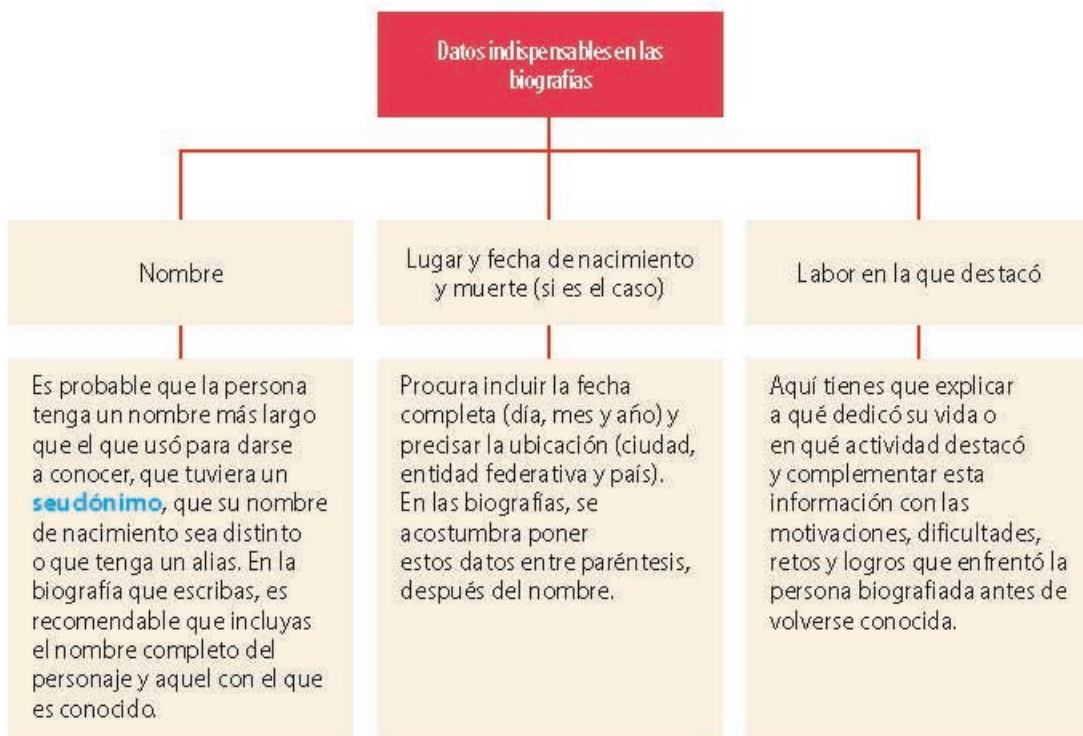 Datos indispensables en las
biografías
Nombre
Lugar y fecha de nacimiento
y muerte (si es el caso)
Labor en la que destacó
Es probable que la persona
tenga un nombre más largo
que el que usó para darse
a conocer, que tuviera un
seudónimo, que su nombre
de nacimiento sea distinto
o que tenga un alias. En la
biografía que escribas, es
recomendable que incluyas
el nombre completo del
personaje y aquel con el que
es conocido.
Procura incluir la fecha
completa (día, mes y año) y
precisar la ubicación (ciudad,
entidad federativa y país).
En las biografías, se
acostumbra poner
estos datos entre paréntesis,
después del nombre.
Aquí tienes que explicar
a qué dedicó su vida o
en qué actividad destacó
y complementar esta
información con las
motivaciones, dificultades,
retos y logros que enfrentó la
persona biografiada antes de
volverse conocida.